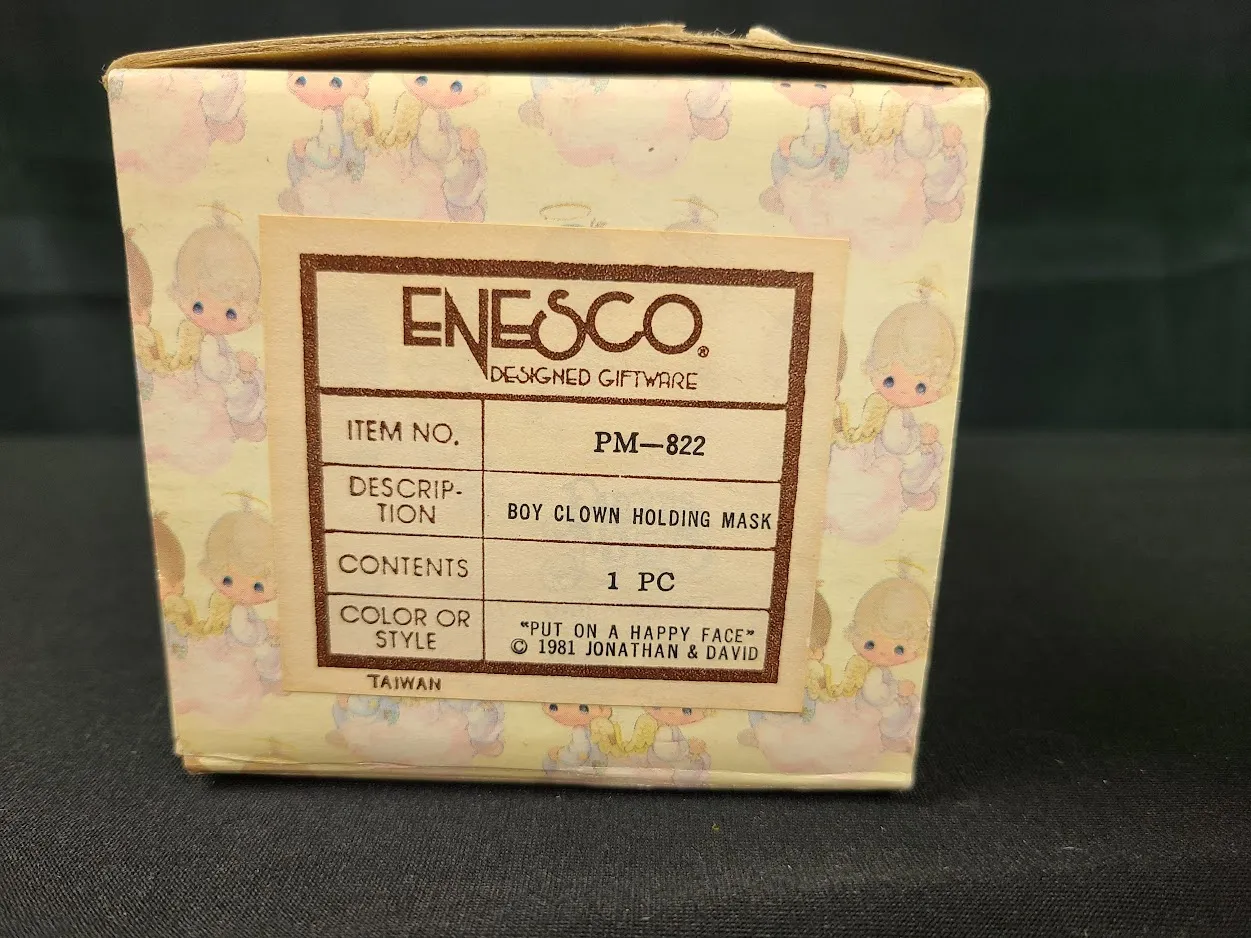 ENESCO®
DESIGNED GIFTWARE
ITEM NO. PM—822
DESCRIP-
TION
BOY CLOWN HOLDING MASK
CONTENTS 1 PC
COLOR OR
STYLE
"PUT ON A HAPPY FACE"
© 1981 JONATHAN & DAVID
TAIWAN